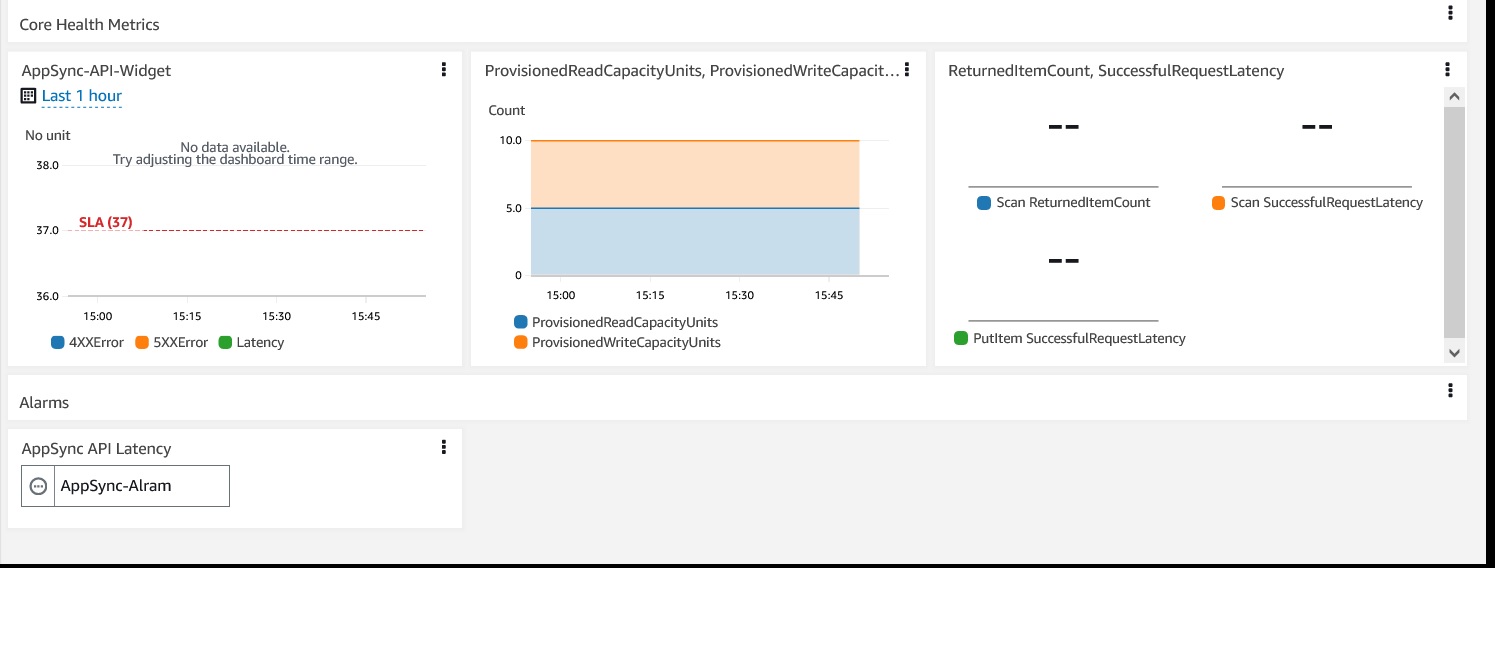 Core Health Metrics
AppSync-API-Widget
Last 1 hour
No unit
No data available.
Try adjusting the dashboard time range.
38.0
SLA (37)
37.0
36.0
15:00 15:15 15:30 15:45
4XXError 5XXError Latency
ProvisionedReadCapacityUnits, ProvisionedWriteCapacit...
Count
10.0
5.0
0
15:00 15:15 15:30 15:45
ProvisionedReadCapacityUnits
ProvisionedWriteCapacityUnits
ReturnedItemCount, SuccessfulRequestLatency
-- --
Scan ReturnedItemCount Scan SuccessfulRequestLatency
--
PutItem SuccessfulRequestLatency
Alarms
AppSync API Latency
AppSync-Alram